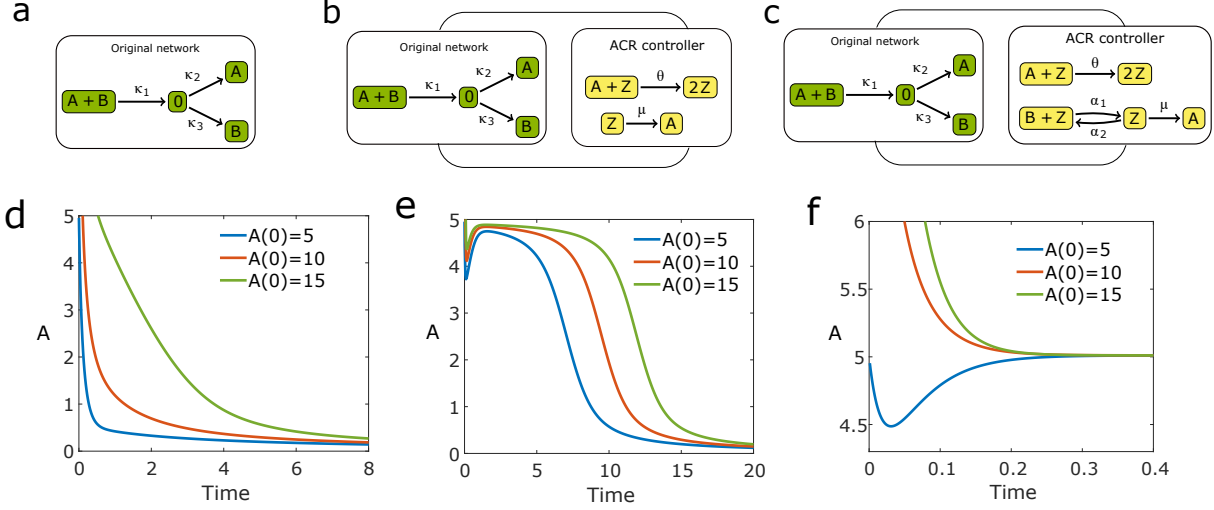 a
Original network
A + B
κ1
0
κ2
A
κ3
B
b
Original network
A + B
κ1
0
κ2
A
κ3
B
ACR controller
A + Z
θ
2Z
Z
μ
A
c
Original network
A + B
κ1
0
κ2
A
κ3
B
ACR controller
A + Z
θ
2Z
B + Z
α1
α2
Z
μ
A
d
A
5
4
3
2
1
0
0 2 4 6 8
Time
A(0)=5
A(0)=10
A(0)=15
e
A
5
4
3
2
1
0
0 5 10 15 20
Time
A(0)=5
A(0)=10
A(0)=15
f
A
6
5.5
5
4.5
0 0.1 0.2 0.3 0.4
Time
A(0)=5
A(0)=10
A(0)=15